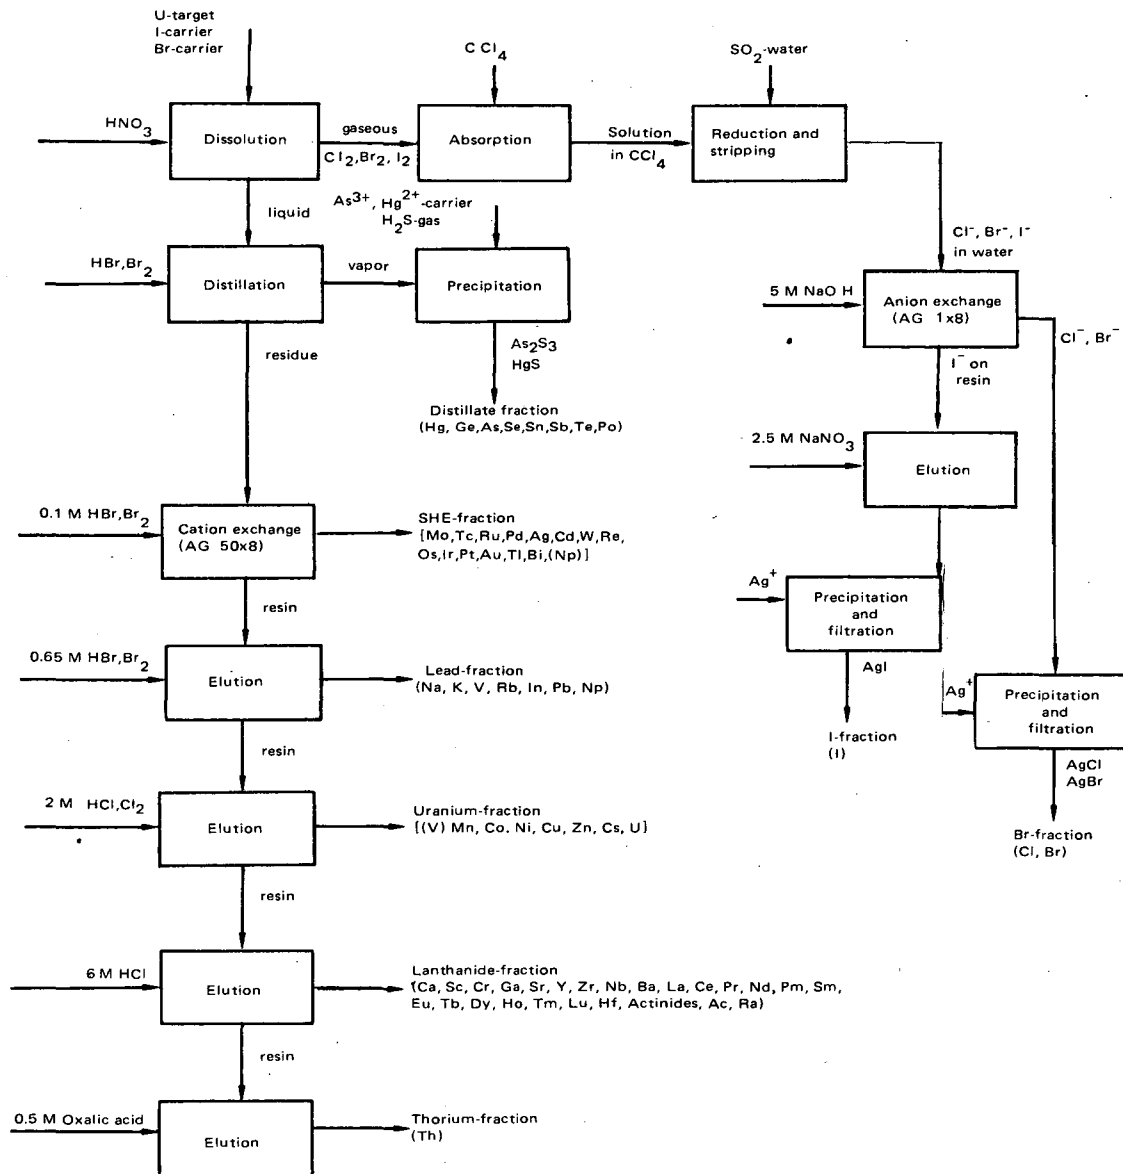 U-target
I-carrier
Br-carrier
C Cl4
SO2-water
HNO3
Dissolution
gaseous
Cl2,Br2, I2
Absorption
Solution
in CCl4
Reduction and
stripping
liquid
As3+, Hg2+-carrier
H2S-gas
Cl-, Br-, I-
in water
HBr,Br2
Distillation
vapor
Precipitation
5 M NaO H
Anion exchange
(AG 1x8)
Cl-, Br-
residue
As2S3
HgS
I- on
resin
Distillate fraction
(Hg, Ge,As,Se,Sn,Sb,Te,Po)
2.5 M NaNO3
Elution
0.1 M HBr,Br2
Cation exchange
(AG 50x8)
SHE-fraction
[Mo,Tc,Ru,Pd,Ag,Cd,W,Re,
Os,Ir,Pt,Au,Tl,Bi,(Np)]
resin
Ag+
Precipitation
and
filtration
0.65 M HBr,Br2
Elution
Lead-fraction
(Na, K, V, Rb, In, Pb, Np)
AgI
Ag+
Precipitation
and
filtration
resin
I-fraction
(I)
AgCl
AgBr
2 M HCl,Cl2
Elution
Uranium-fraction
[(V) Mn, Co. Ni, Cu, Zn, Cs, U]
Br-fraction
(Cl, Br)
resin
6 M HCl
Elution
Lanthanide-fraction
(Ca, Sc, Cr, Ga, Sr, Y, Zr, Nb, Ba, La, Ce, Pr, Nd, Pm, Sm,
Eu, Tb, Dy, Ho, Tm, Lu, Hf, Actinides, Ac, Ra)
resin
0.5 M Oxalic acid
Elution
Thorium-fraction
(Th)